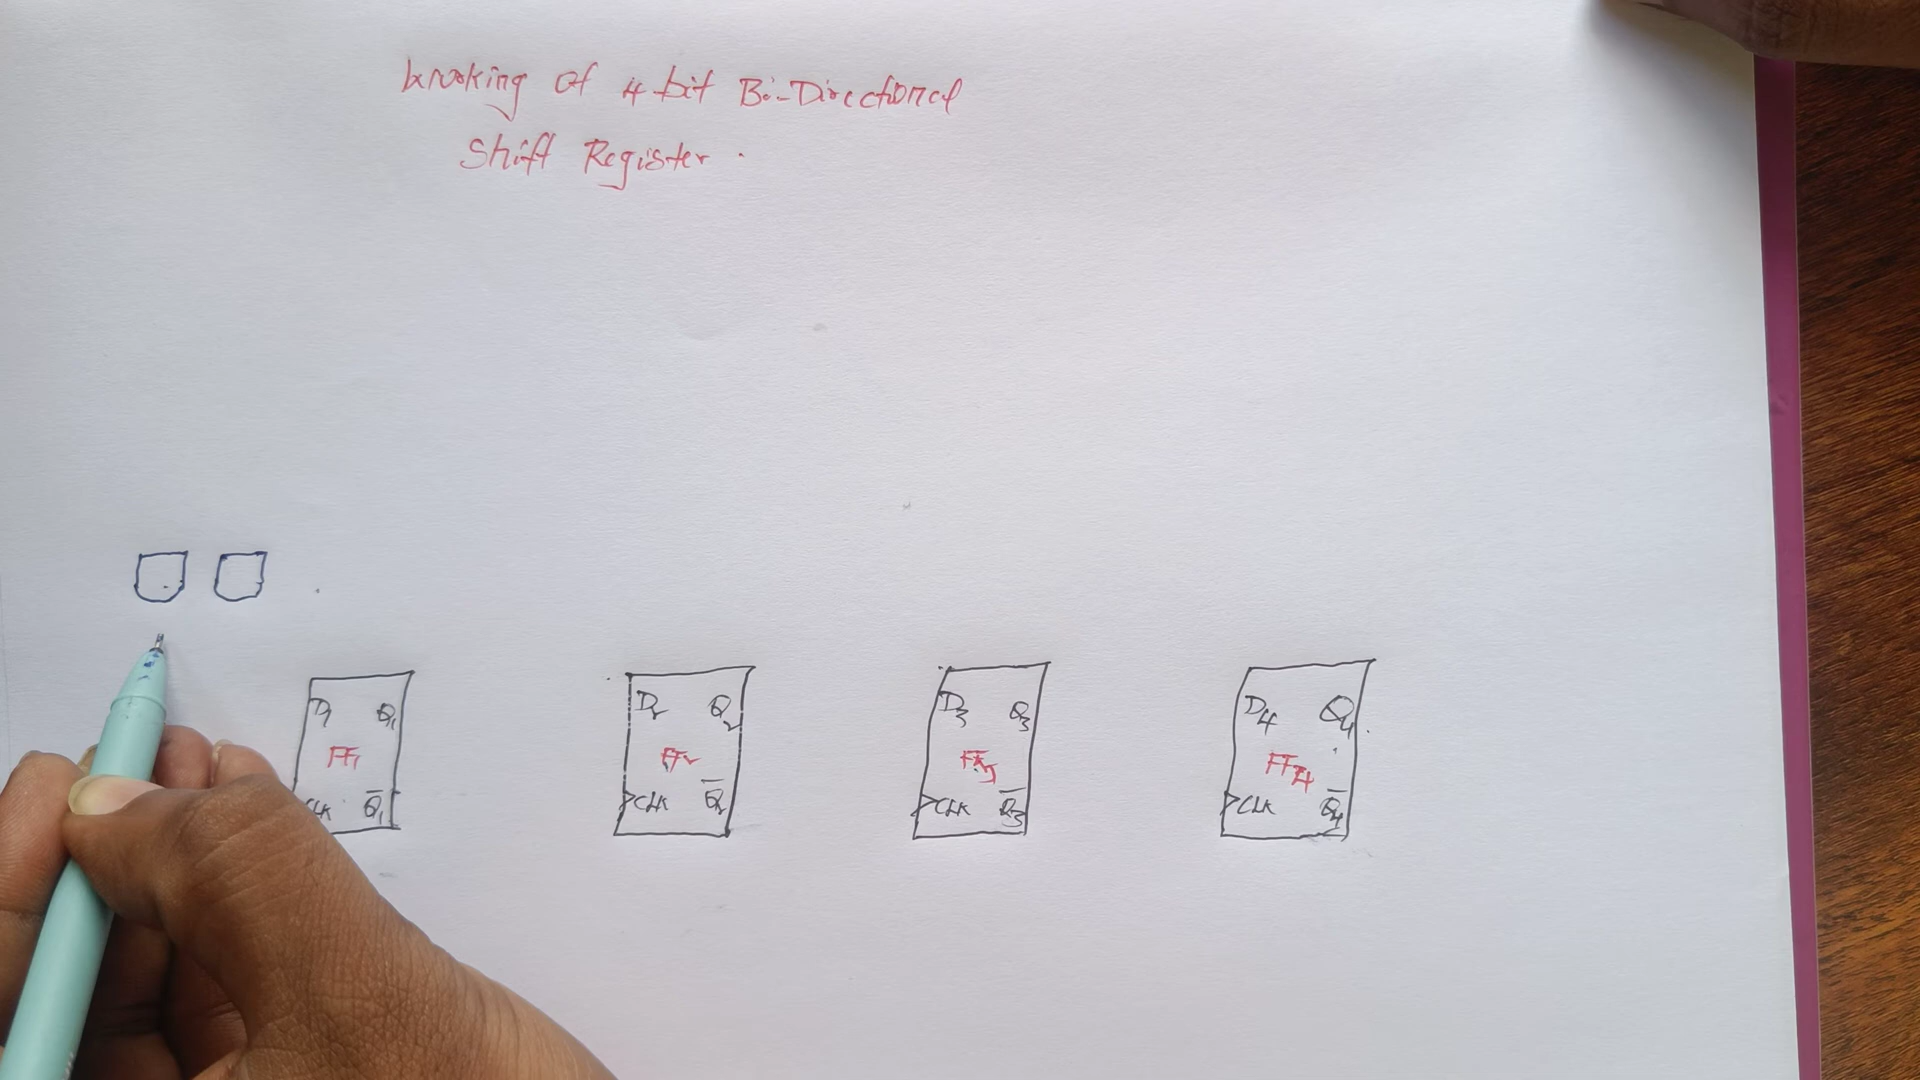 Working of 4 bit Bi-Directional
Shift Register.
D1 Q1
FF1
CLK Q̅1
D2 Q2
FF2
CLK Q̅2
D3 Q3
FF3
CLK Q̅3
D4 Q4
FF4
CLK Q̅4